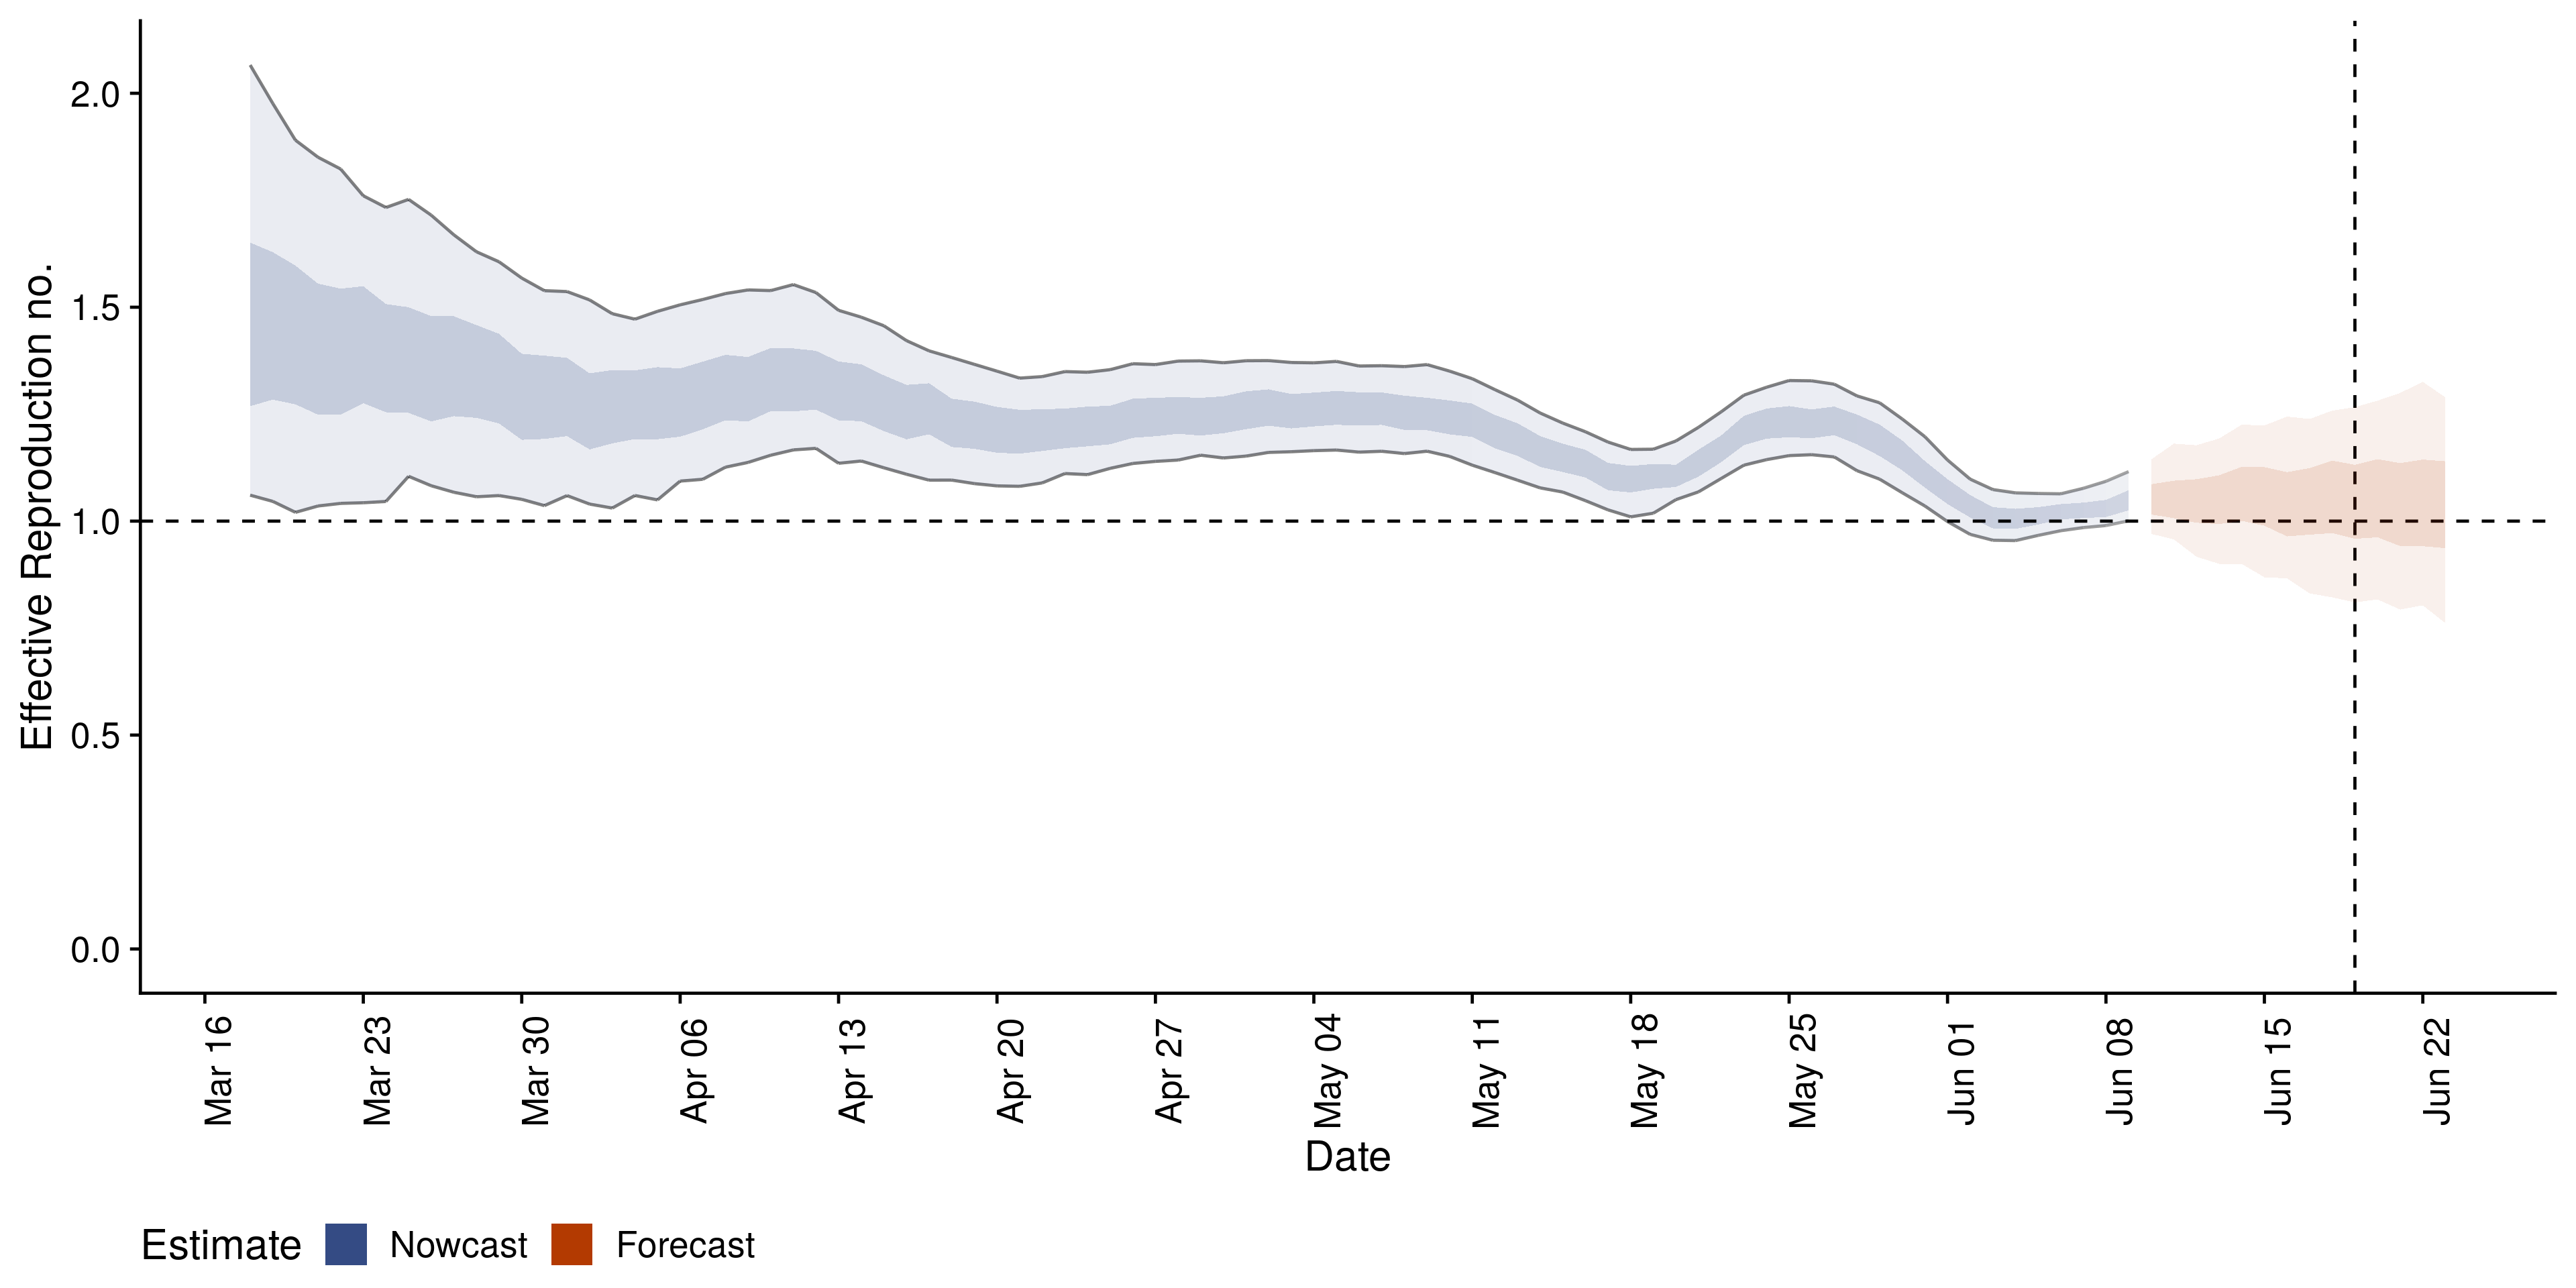 Effective Reproduction no.
2.0
1.5
1.0
0.5
0.0
Mar 16
Mar 23
Mar 30
Apr 06
Apr 13
Apr 20
Apr 27
May 04
May 11
May 18
May 25
Jun 01
Jun 08
Jun 15
Jun 22
Date
Estimate Nowcast Forecast